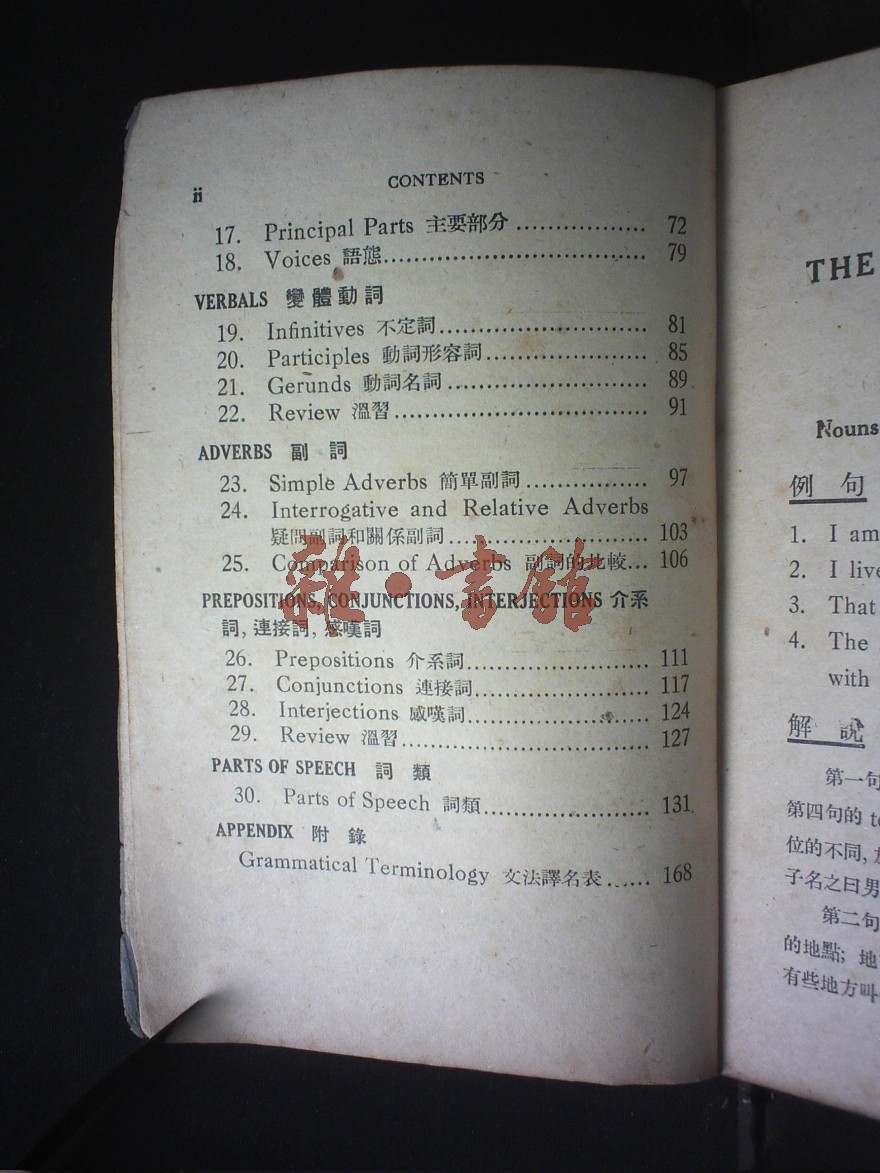 ii
CONTENTS
17. Principal Parts 主要部分 ................. 72
18. Voices 語態................................... 79
VERBALS 變體動詞
19. Infinitives 不定詞........................... 81
20. Participles 動詞形容詞..................... 85
21. Gerunds 動詞名詞.......................... 89
22. Review 溫習................................. 91
ADVERBS 副詞
23. Simple Adverbs 簡單副詞................ 97
24. Interrogative and Relative Adverbs
疑問副詞和關係副詞.......................... 103
25. Comparison of Adverbs 副詞的比較... 106
PREPOSITIONS, CONJUNCTIONS, INTERJECTIONS 介系
詞, 連接詞, 感嘆詞
26. Prepositions 介系詞........................ 111
27. Conjunctions 連接詞....................... 117
28. Interjections 感嘆詞........................ 124
29. Review 溫習................................. 127
PARTS OF SPEECH 詞類
30. Parts of Speech 詞類...................... 131
APPENDIX 附錄
Grammatical Terminology 文法譯名表...... 168
雜·書館
THE
Nouns
例句
1. I am
2. I live
3. That
4. The
with
解說
第一句
第四句的
位的不同,
子名之曰男
第二句
的地點; 地
有些地方叫